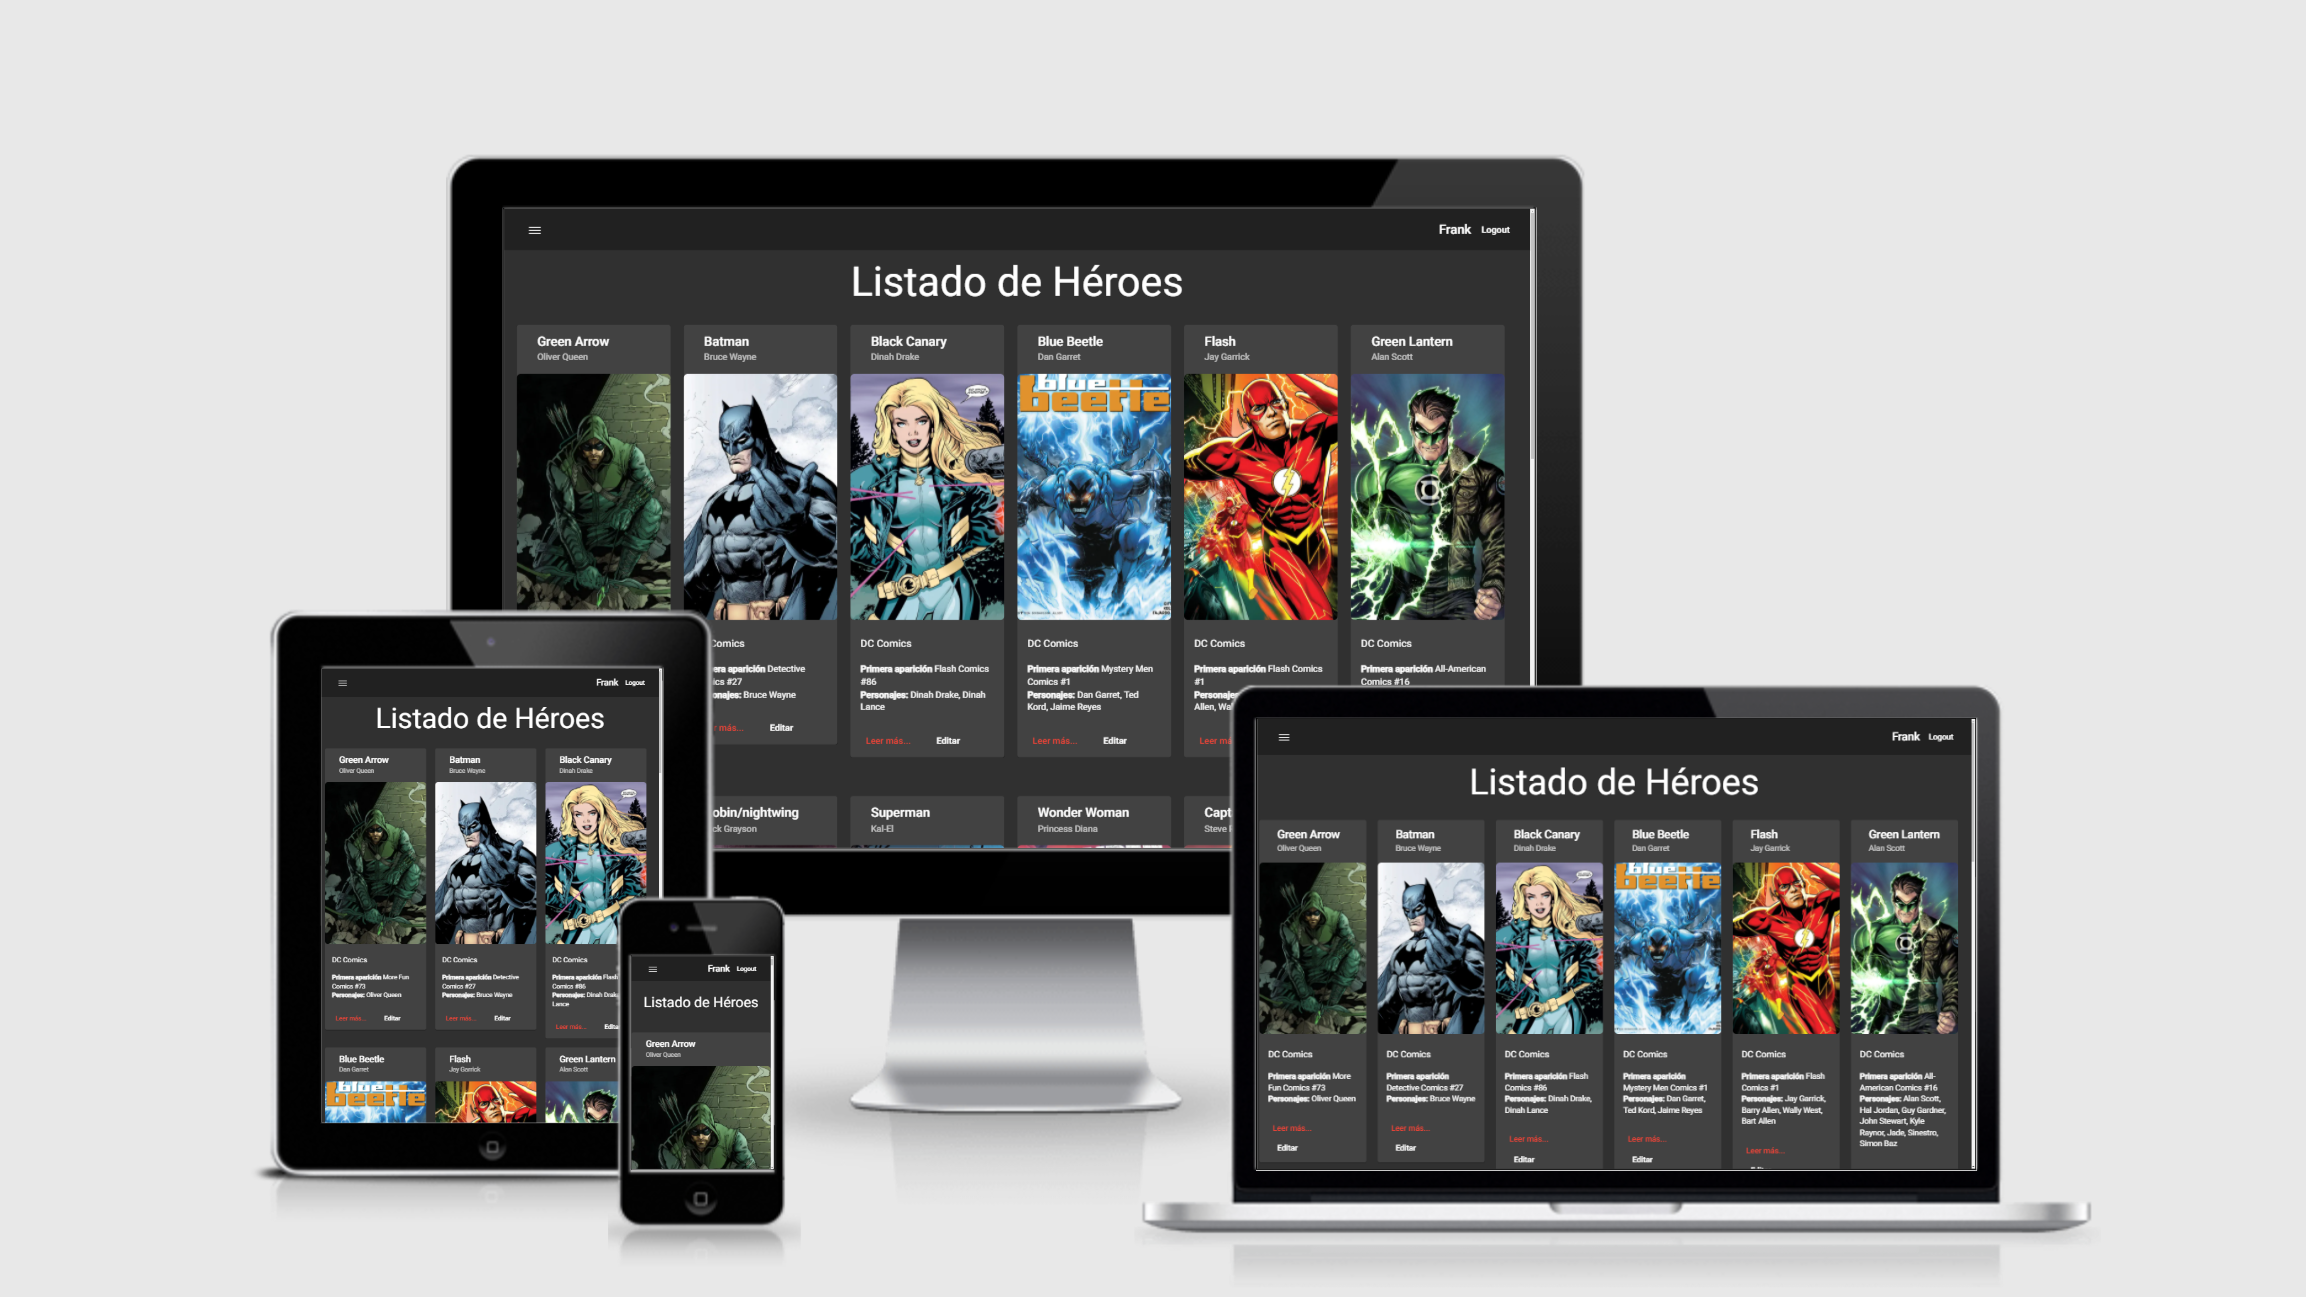 Frank Logout
Listado de Héroes
Green Arrow
Oliver Queen
Batman
Bruce Wayne
Black Canary
Dinah Drake
Blue Beetle
Dan Garret
Flash
Jay Garrick
Green Lantern
Alan Scott
blue
beetle
Comics
era aparición Detective
ics #27
onajes: Bruce Wayne
r más...
Editar
DC Comics
Primera aparición Flash Comics
#86
Personajes: Dinah Drake, Dinah
Lance
Leer más...
Editar
DC Comics
Primera aparición Mystery Men
Comics #1
Personajes: Dan Garret, Ted
Kord, Jaime Reyes
Leer más...
Editar
DC Comics
Primera aparición Flash Comics
#1
Personaje
Allen, Wa
Leer má
DC Comics
Primera aparición All-American
Comics #16
obin/nightwing
ck Grayson
Superman
Kal-El
Wonder Woman
Princess Diana
Capt
Steve
Frank Logout
Listado de Héroes
Green Arrow
Oliver Queen
Batman
Bruce Wayne
Black Canary
Dinah Drake
DC Comics
Primera aparición More Fun
Comics #73
Personajes: Oliver Queen
Leer más...
Editar
DC Comics
Primera aparición Detective
Comics #27
Personajes: Bruce Wayne
Leer más...
Editar
DC Comics
Primera aparición Flash
Comics #86
Personajes: Dinah Drak
Lance
Leer más...
Edita
Blue Beetle
Dan Garret
Flash
Jay Garrick
Green Lantern
Alan Scott
blue
beetle
Frank Logout
Listado de Héroes
Green Arrow
Oliver Queen
Frank Logout
Listado de Héroes
Green Arrow
Oliver Queen
Batman
Bruce Wayne
Black Canary
Dinah Drake
Blue Beetle
Dan Garret
Flash
Jay Garrick
Green Lantern
Alan Scott
blue
beetle
DC Comics
Primera aparición More
Fun Comics #73
Personajes: Oliver Queen
Leer más...
Editar
DC Comics
Primera aparición
Detective Comics #27
Personajes: Bruce Wayne
Leer más...
Editar
DC Comics
Primera aparición Flash
Comics #86
Personajes: Dinah Drake,
Dinah Lance
Leer más...
Editar
DC Comics
Primera aparición
Mystery Men Comics #1
Personajes: Dan Garret,
Ted Kord, Jaime Reyes
Leer más...
Editar
DC Comics
Primera aparición Flash
Comics #1
Personajes: Jay Garrick,
Barry Allen, Wally West,
Bart Allen
Leer más...
DC Comics
Primera aparición All-
American Comics #16
Personajes: Alan Scott,
Hal Jordan, Guy Gardner,
John Stewart, Kyle
Raynor, Jade, Sinestro,
Simon Baz